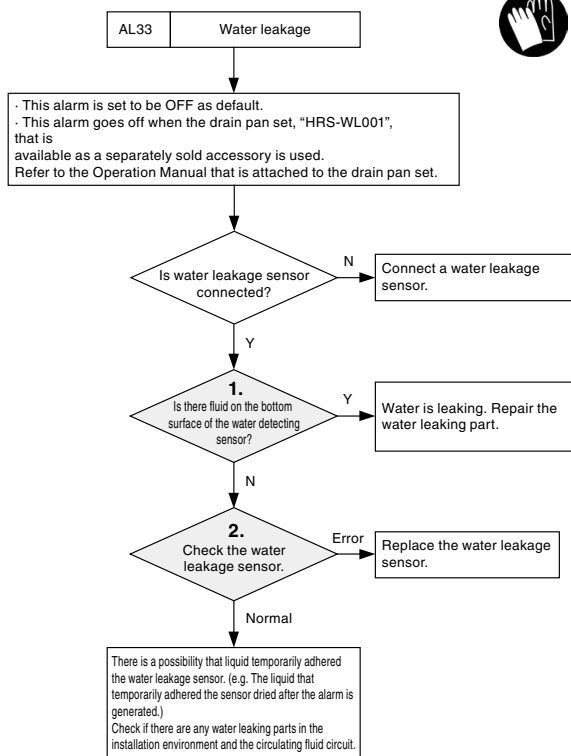 AL33 Water leakage
· This alarm is set to be OFF as default.
· This alarm goes off when the drain pan set, “HRS-WL001”,
that is
available as a separately sold accessory is used.
Refer to the Operation Manual that is attached to the drain pan set.
Is water leakage sensor
connected?
N
Connect a water leakage
sensor.
Y
1.
Is there fluid on the bottom
surface of the water detecting
sensor?
Y
Water is leaking. Repair the
water leaking part.
N
2.
Check the water
leakage sensor.
Error
Replace the water leakage
sensor.
Normal
There is a possibility that liquid temporarily adhered
the water leakage sensor. (e.g. The liquid that
temporarily adhered the sensor dried after the alarm is
generated.)
Check if there are any water leaking parts in the
installation environment and the circulating fluid circuit.